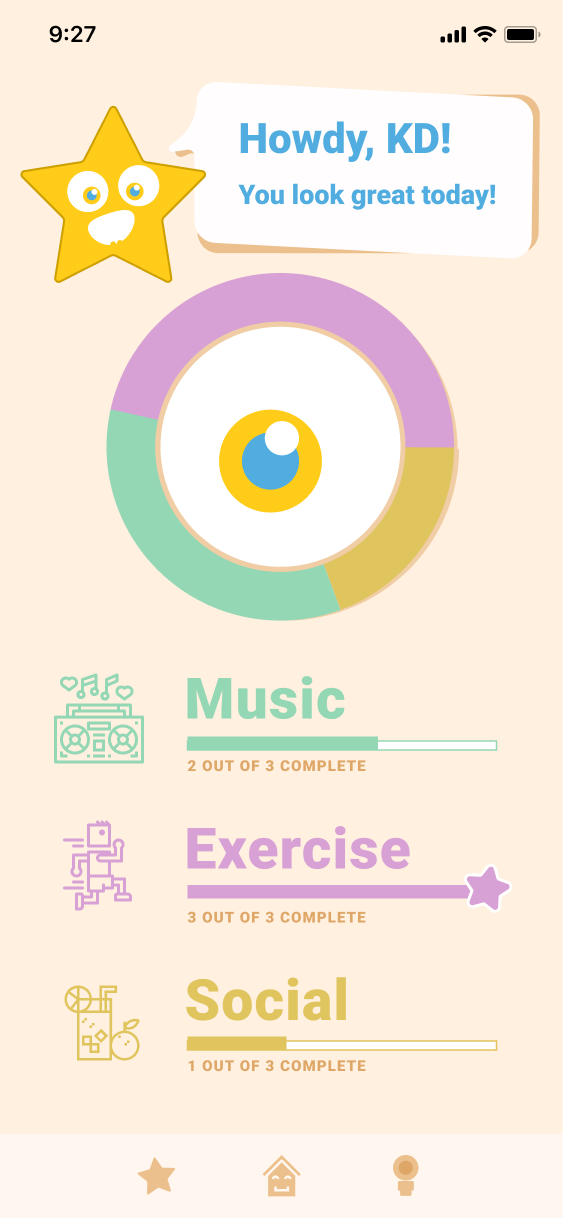 9:27
Howdy, KD!
You look great today!
Music
2 OUT OF 3 COMPLETE
Exercise
3 OUT OF 3 COMPLETE
Social
1 OUT OF 3 COMPLETE